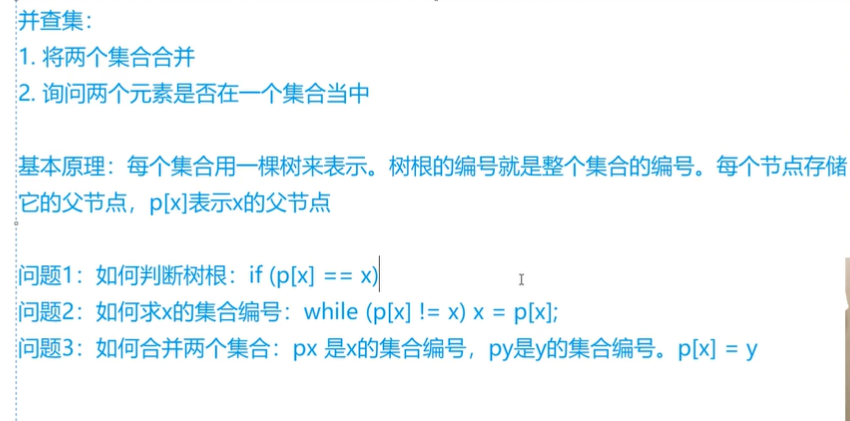 并查集：
1. 将两个集合合并
2. 询问两个元素是否在一个集合当中
基本原理：每个集合用一棵树来表示。树根的编号就是整个集合的编号。每个节点存储
它的父节点，p[x]表示x的父节点
问题1：如何判断树根：if (p[x] == x)
问题2：如何求x的集合编号：while (p[x] != x) x = p[x];
问题3：如何合并两个集合：px 是x的集合编号，py是y的集合编号。p[x] = y